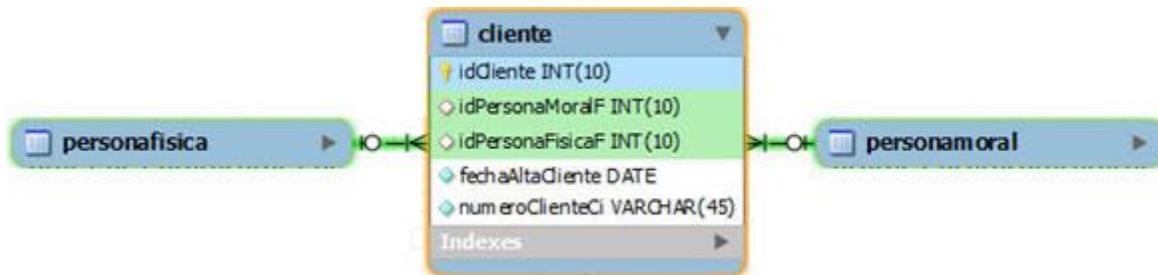 cliente
idCliente INT(10)
idPersonaMoralF INT(10)
personafisica
idPersonaFisicaF INT(10)
personamoral
fechaAltaCliente DATE
numeroClienteCi VARCHAR(45)
Indexes